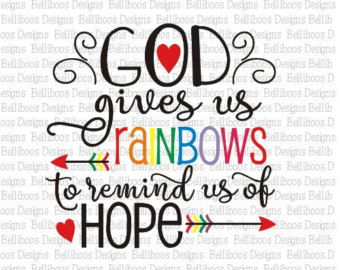 GOD
gives us
raiNBOWS
to remind us of
HOPE
Belliboos Designs